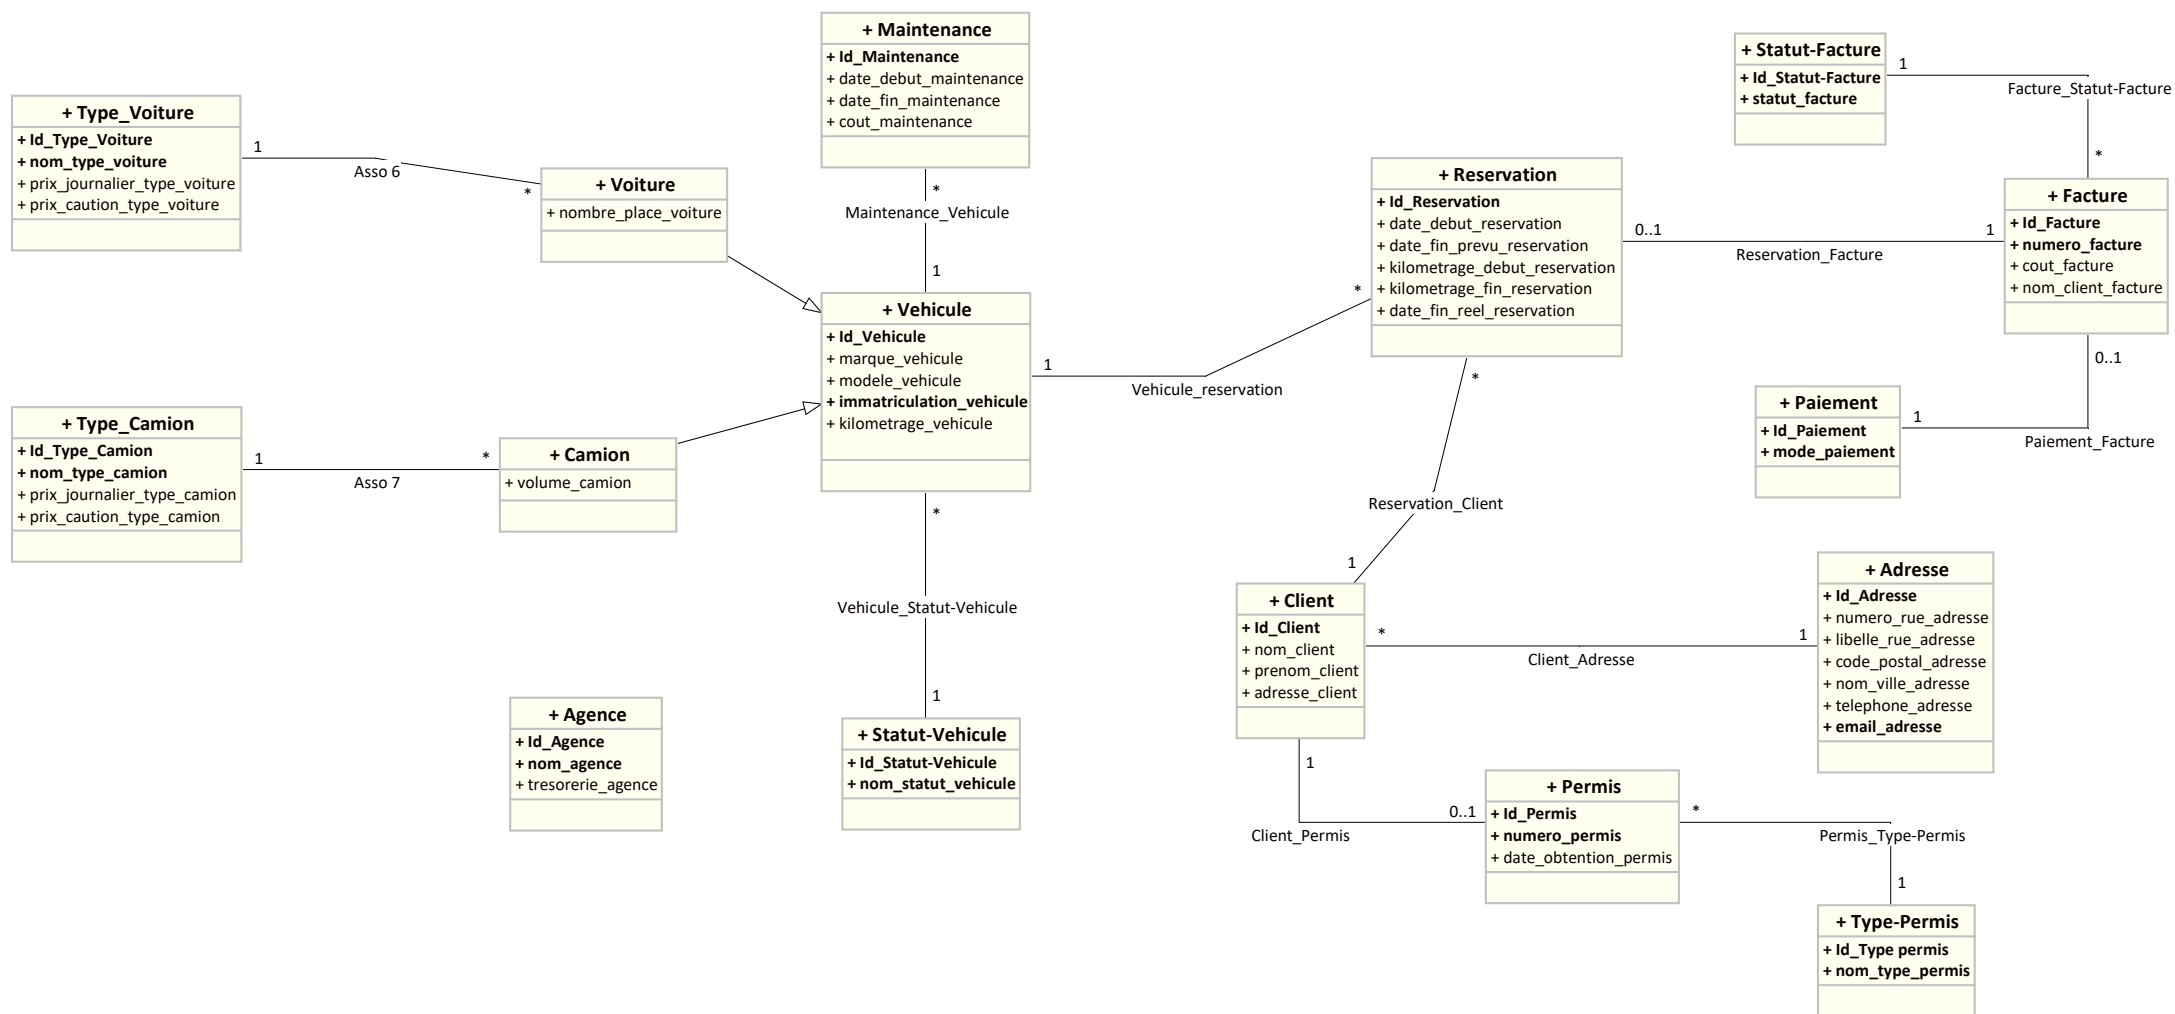 + Maintenance
+ Id_Maintenance
+ date_debut_maintenance
+ date_fin_maintenance
+ cout_maintenance
+ Statut-Facture
+ Id_Statut-Facture
+ statut_facture
1
Facture_Statut-Facture
*
+ Type_Voiture
+ Id_Type_Voiture
+ nom_type_voiture
+ prix_journalier_type_voiture
+ prix_caution_type_voiture
1
Asso 6
*
+ Voiture
+ nombre_place_voiture
*
Maintenance_Vehicule
1
+ Reservation
+ Id_Reservation
+ date_debut_reservation
+ date_fin_prevu_reservation
+ kilometrage_debut_reservation
+ kilometrage_fin_reservation
+ date_fin_reel_reservation
0..1
1
Reservation_Facture
+ Facture
+ Id_Facture
+ numero_facture
+ cout_facture
+ nom_client_facture
+ Vehicule
+ Id_Vehicule
+ marque_vehicule
+ modele_vehicule
+ immatriculation_vehicule
+ kilometrage_vehicule
1
*
Vehicule_reservation
0..1
+ Paiement
+ Id_Paiement
+ mode_paiement
1
Paiement_Facture
+ Type_Camion
+ Id_Type_Camion
+ nom_type_camion
+ prix_journalier_type_camion
+ prix_caution_type_camion
1
*
Asso 7
+ Camion
+ volume_camion
*
Reservation_Client
1
*
Vehicule_Statut-Vehicule
1
+ Client
+ Id_Client
+ nom_client
+ prenom_client
+ adresse_client
*
1
Client_Adresse
+ Adresse
+ Id_Adresse
+ numero_rue_adresse
+ libelle_rue_adresse
+ code_postal_adresse
+ nom_ville_adresse
+ telephone_adresse
+ email_adresse
+ Agence
+ Id_Agence
+ nom_agence
+ tresorerie_agence
+ Statut-Vehicule
+ Id_Statut-Vehicule
+ nom_statut_vehicule
1
0..1
Client_Permis
+ Permis
+ Id_Permis
+ numero_permis
+ date_obtention_permis
*
Permis_Type-Permis
1
+ Type-Permis
+ Id_Type permis
+ nom_type_permis